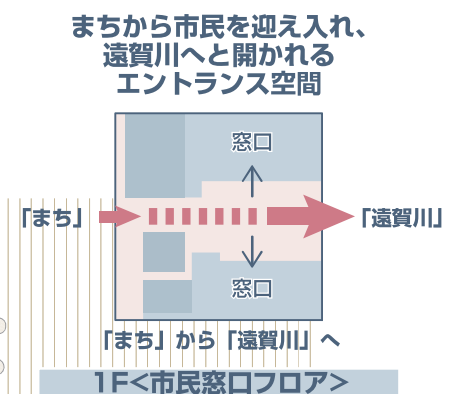 まちから市民を迎え入れ、
遠賀川へと開かれる
エントランス空間
窓口
「まち」
「遠賀川」
窓口
「まち」から「遠賀川」へ
1F<市民窓口フロア>